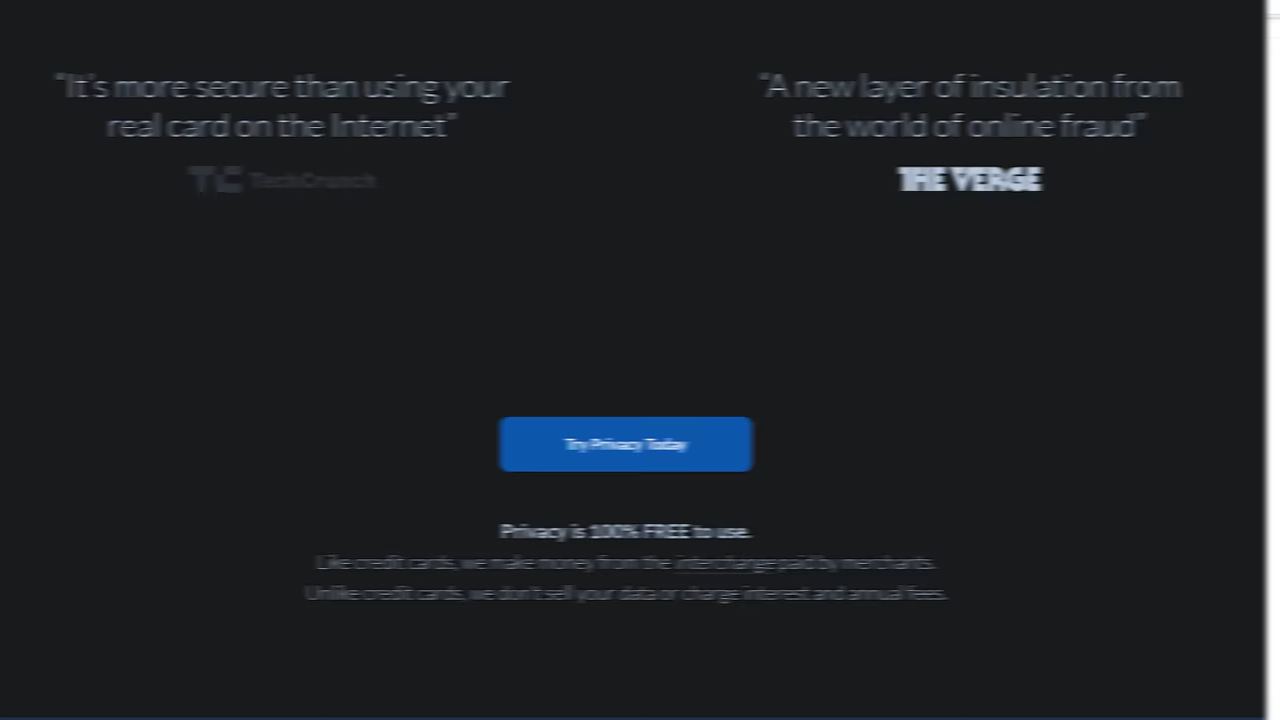 "It's more secure than using your
real card on the Internet"
TC TechCrunch
"A new layer of insulation from
the world of online fraud"
THE VERGE
Try Privacy Today
Privacy is 100% FREE to use.
Like credit cards, we make money from the interchange paid by merchants.
Unlike credit cards, we don't sell your data or charge interest and annual fees.